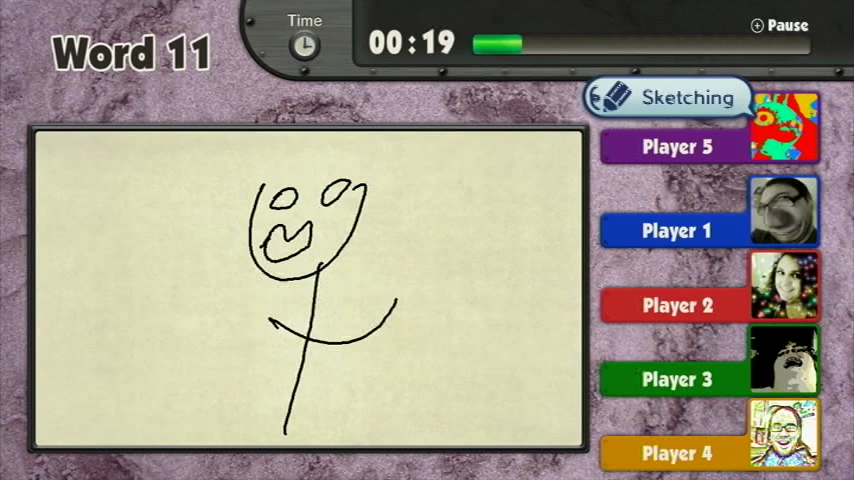 Word 11
Time
00:19
Pause
Sketching
Player 5
Player 1
Player 2
Player 3
Player 4